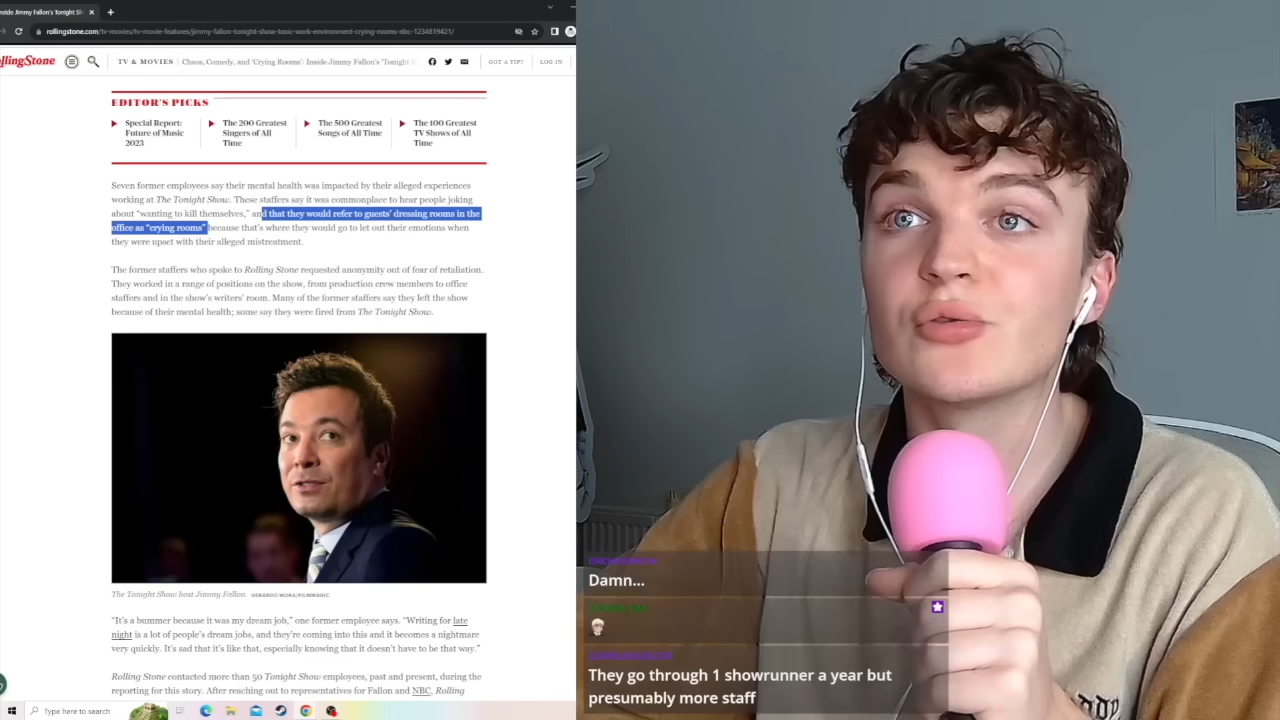 nside Jimmy Fallon's Tonight Sh
rollingstone.com/tv-movies/tv-movie-features/jimmy-fallon-tonight-show-toxic-work-environment-crying-rooms-nbc-1234819421/
ollingStone
TV & MOVIES
Chaos, Comedy, and 'Crying Rooms': Inside Jimmy Fallon's 'Tonight
GOT A TIP?
LOG IN
EDITOR'S PICKS
Special Report:
Future of Music
2023
The 200 Greatest
Singers of All
Time
The 500 Greatest
Songs of All Time
The 100 Greatest
TV Shows of All
Time
Seven former employees say their mental health was impacted by their alleged experiences
working at The Tonight Show. These staffers say it was commonplace to hear people joking
about “wanting to kill themselves,” and that they would refer to guests’ dressing rooms in the
office as “crying rooms” because that’s where they would go to let out their emotions when
they were upset with their alleged mistreatment.
The former staffers who spoke to Rolling Stone requested anonymity out of fear of retaliation.
They worked in a range of positions on the show, from production crew members to office
staffers and in the show’s writers’ room. Many of the former staffers say they left the show
because of their mental health; some say they were fired from The Tonight Show.
The Tonight Show host Jimmy Fallon. GERARDO MORA/FILMMAGIC
“It’s a bummer because it was my dream job,” one former employee says. “Writing for late
night is a lot of people’s dream jobs, and they’re coming into this and it becomes a nightmare
very quickly. It’s sad that it’s like that, especially knowing that it doesn’t have to be that way.”
Rolling Stone contacted more than 50 Tonight Show employees, past and present, during the
reporting for this story. After reaching out to representatives for Fallon and NBC, Rolling
Type here to search
Damn...
They go through 1 showrunner a year but
presumably more staff